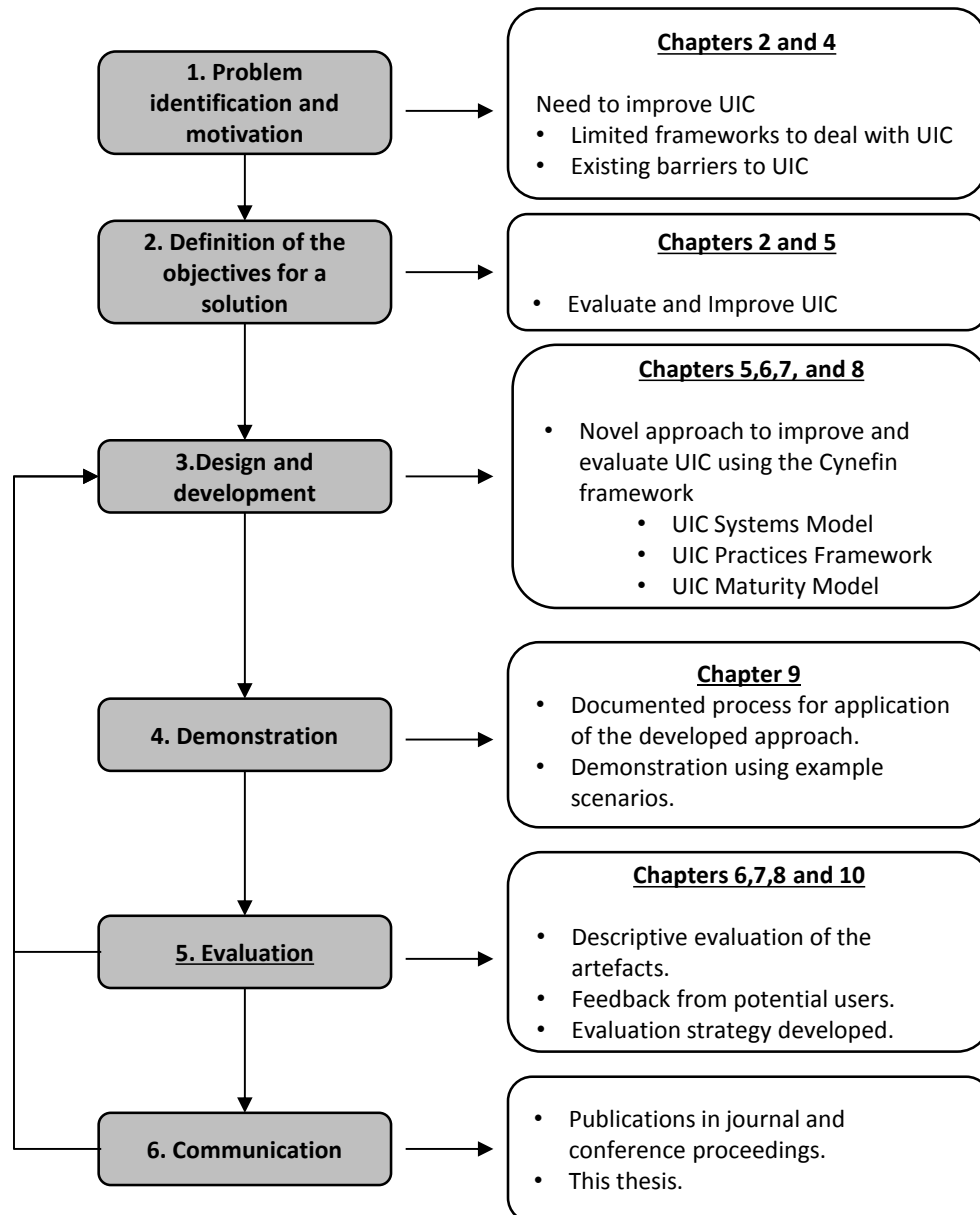 1. Problem
identification and
motivation
Chapters 2 and 4
Need to improve UIC
• Limited frameworks to deal with UIC
• Existing barriers to UIC
2. Definition of the
objectives for a
solution
Chapters 2 and 5
• Evaluate and Improve UIC
3.Design and
development
Chapters 5,6,7, and 8
• Novel approach to improve and
evaluate UIC using the Cynefin
framework
• UIC Systems Model
• UIC Practices Framework
• UIC Maturity Model
4. Demonstration
Chapter 9
• Documented process for application
of the developed approach.
• Demonstration using example
scenarios.
5. Evaluation
Chapters 6,7,8 and 10
• Descriptive evaluation of the
artefacts.
• Feedback from potential users.
• Evaluation strategy developed.
6. Communication
• Publications in journal and
conference proceedings.
• This thesis.